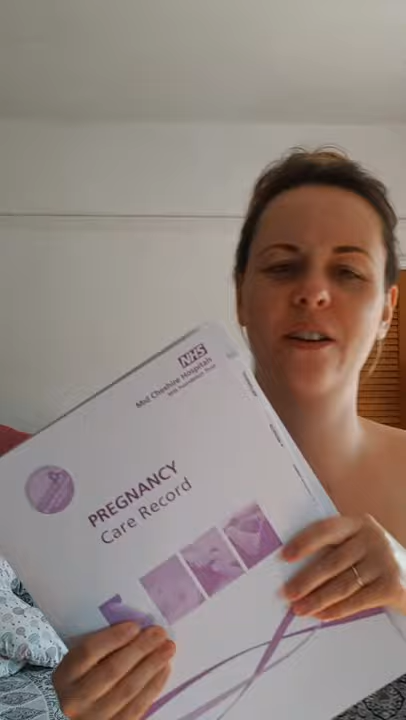 NHS
Mid Cheshire Hospitals
NHS Foundation Trust
PREGNANCY
Care Record